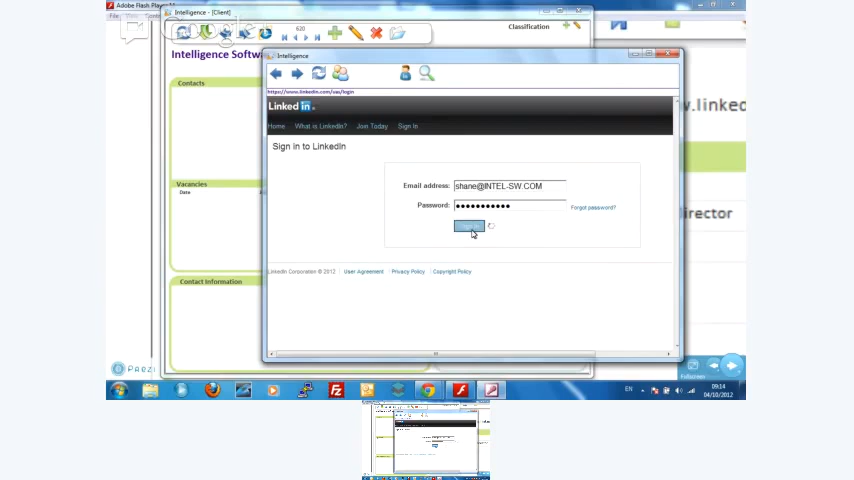 Adobe Flash Player
Intelligence - [Client]
Classification
620
Intelligence Softw
w.linked
Contacts
Vacancies
Date
Contact Information
irector
Intelligence
https://www.linkedin.com/uas/login
Linked in
Home What is LinkedIn? Join Today Sign In
Sign in to LinkedIn
Email address: shane@INTEL-SW.COM
Password: ●●●●●●●●●●●
Forgot password?
LinkedIn Corporation © 2012 User Agreement Privacy Policy Copyright Policy
PREZI
EN
09:14
04/10/2012